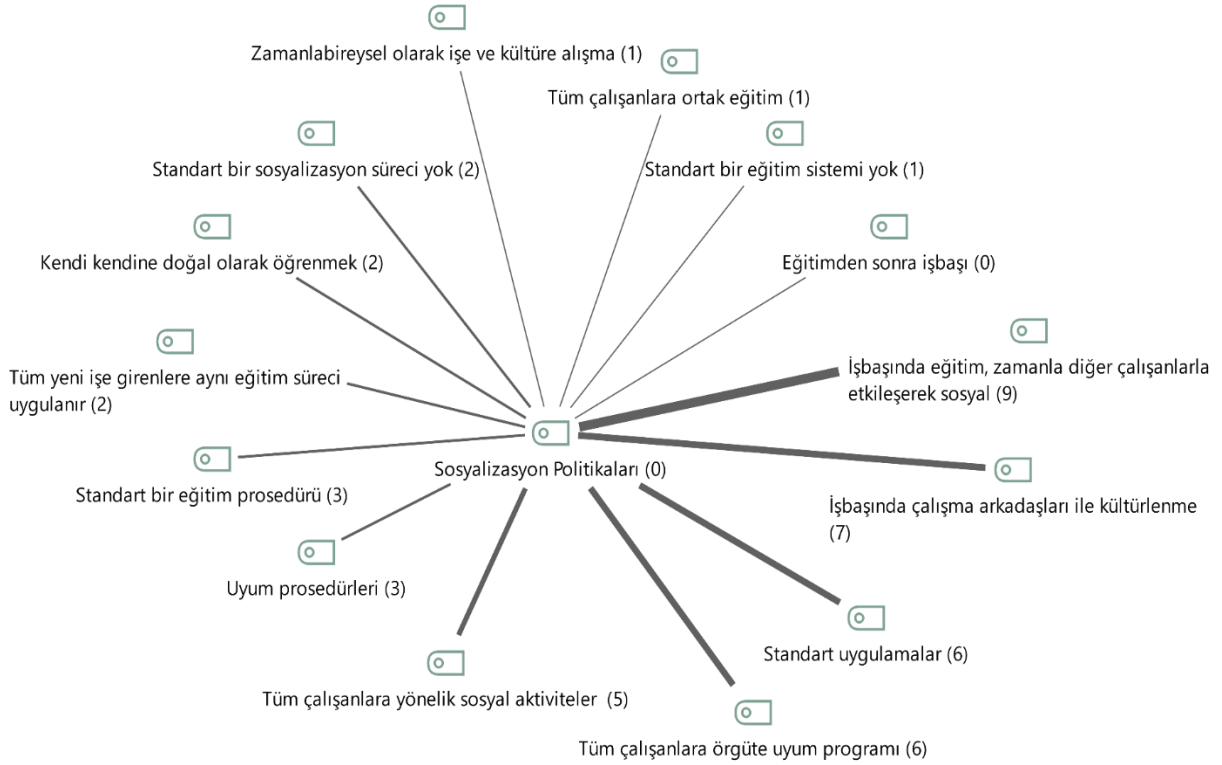 Zamanlabireysel olarak işe ve kültüre alışma (1)
Tüm çalışanlara ortak eğitim (1)
Standart bir sosyalizasyon süreci yok (2)
Standart bir eğitim sistemi yok (1)
Kendi kendine doğal olarak öğrenmek (2)
Eğitimden sonra işbaşı (0)
Tüm yeni işe girenlere aynı eğitim süreci
uygulanır (2)
İşbaşında eğitim, zamanla diğer çalışanlarla
etkileşerek sosyal (9)
Sosyalizasyon Politikaları (0)
Standart bir eğitim prosedürü (3)
İşbaşında çalışma arkadaşları ile kültürlenme
(7)
Uyum prosedürleri (3)
Standart uygulamalar (6)
Tüm çalışanlara yönelik sosyal aktiviteler (5)
Tüm çalışanlara örgüte uyum programı (6)